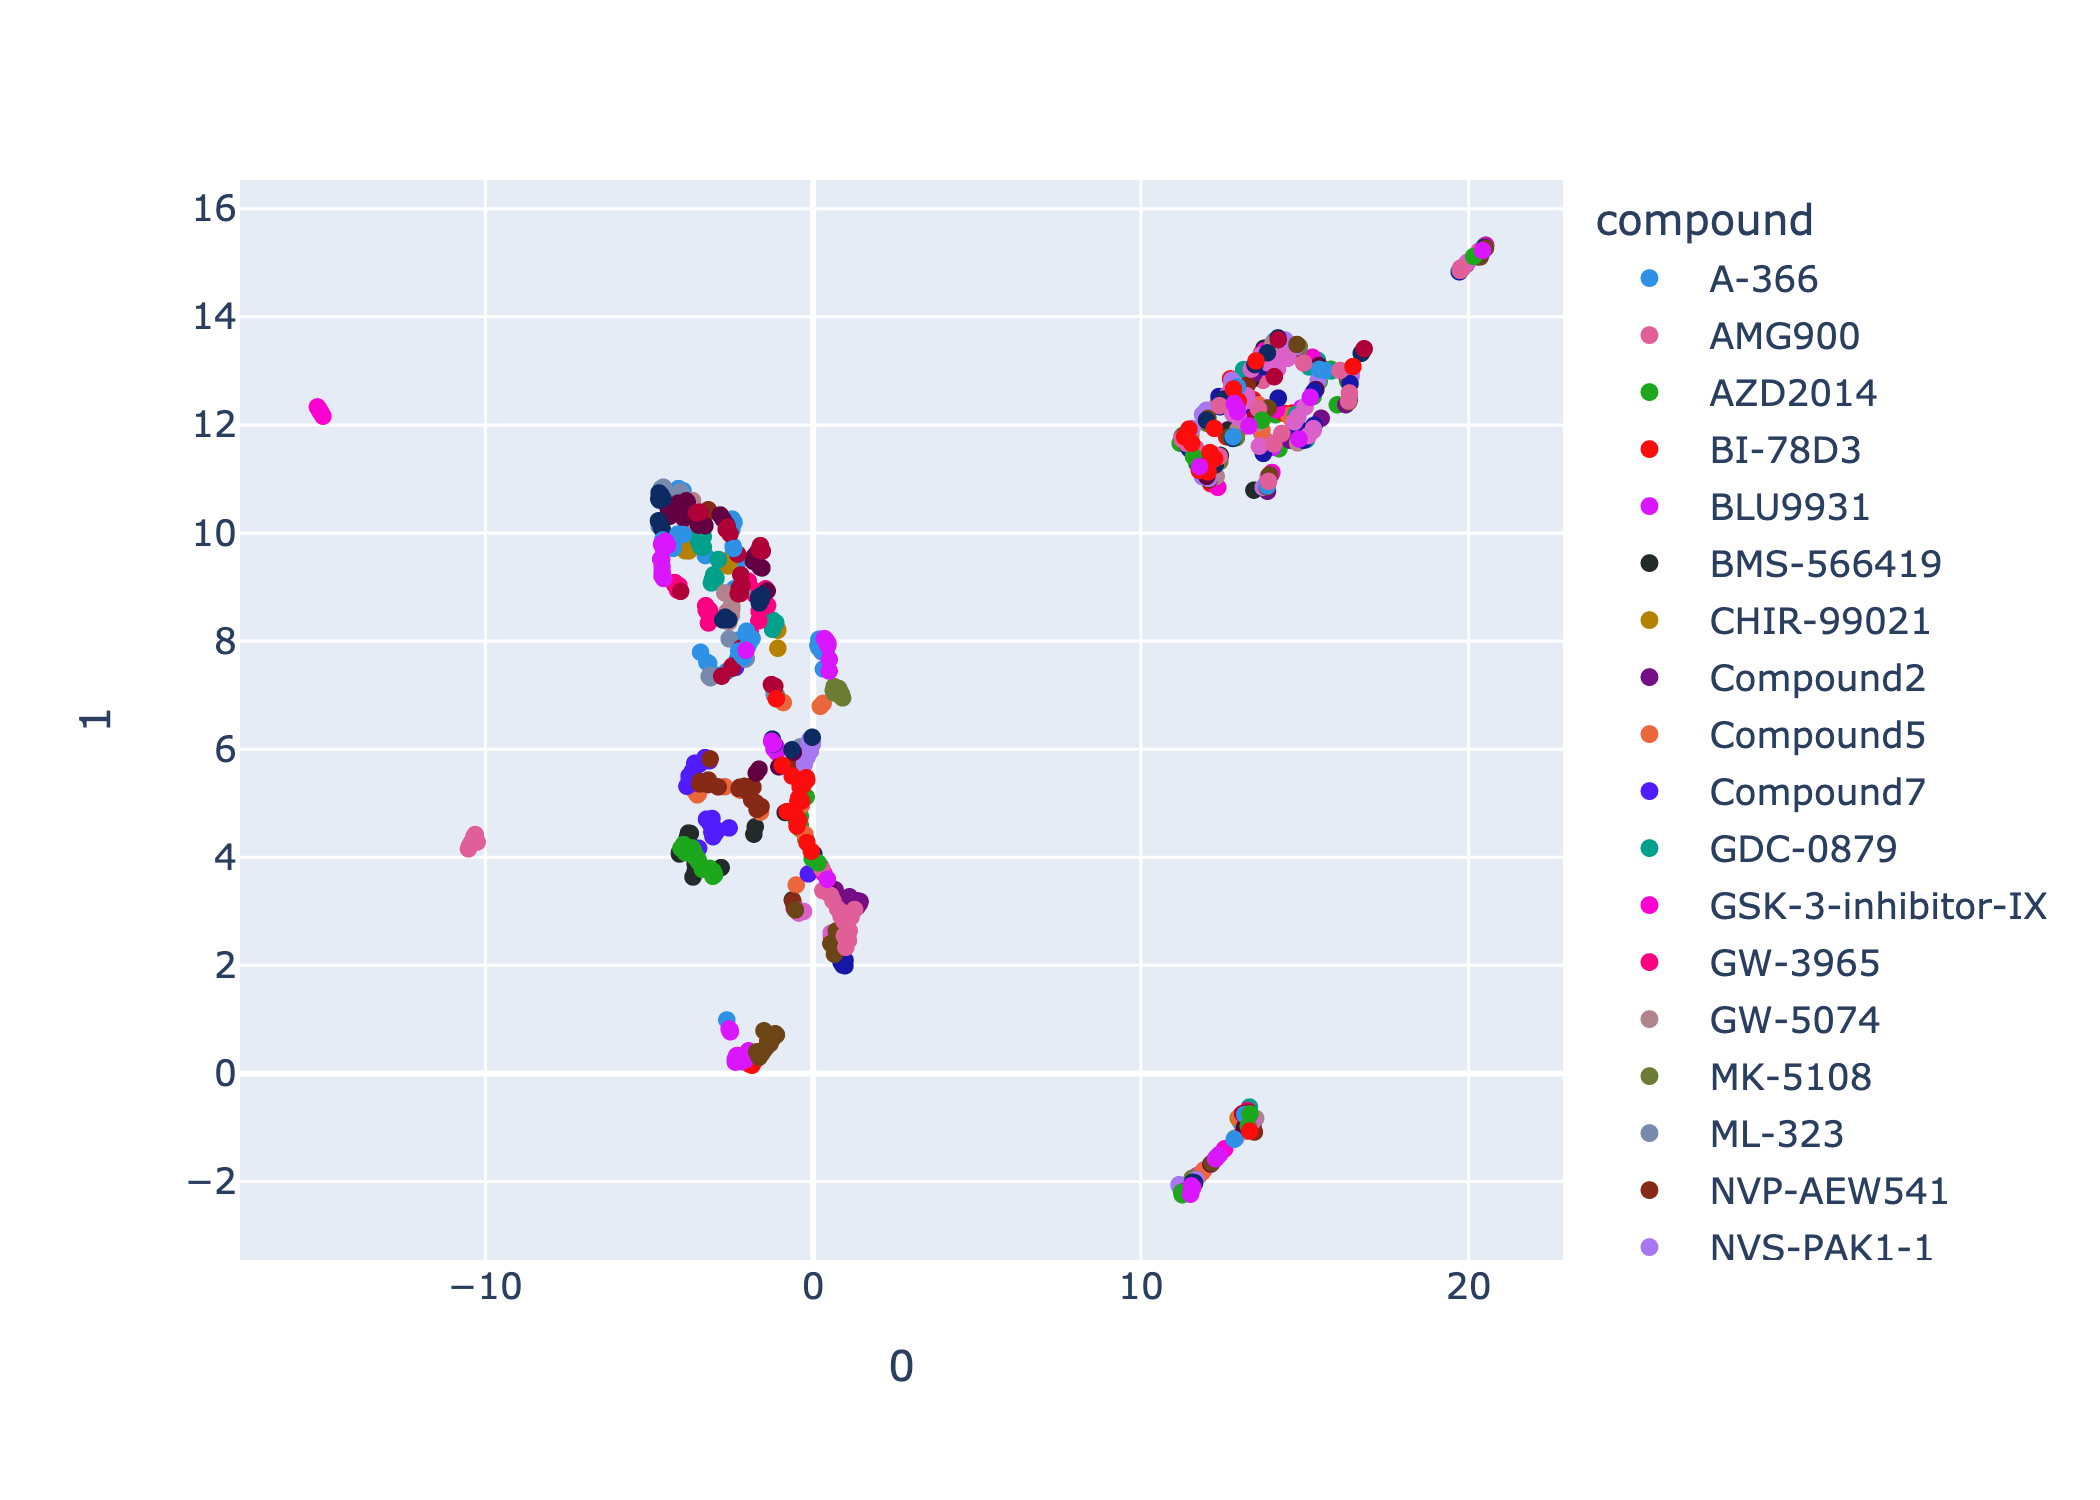 16
14
12
10
8
6
4
2
0
−2
−10
0
10
20
0
1
compound
A-366
AMG900
AZD2014
BI-78D3
BLU9931
BMS-566419
CHIR-99021
Compound2
Compound5
Compound7
GDC-0879
GSK-3-inhibitor-IX
GW-3965
GW-5074
MK-5108
ML-323
NVP-AEW541
NVS-PAK1-1